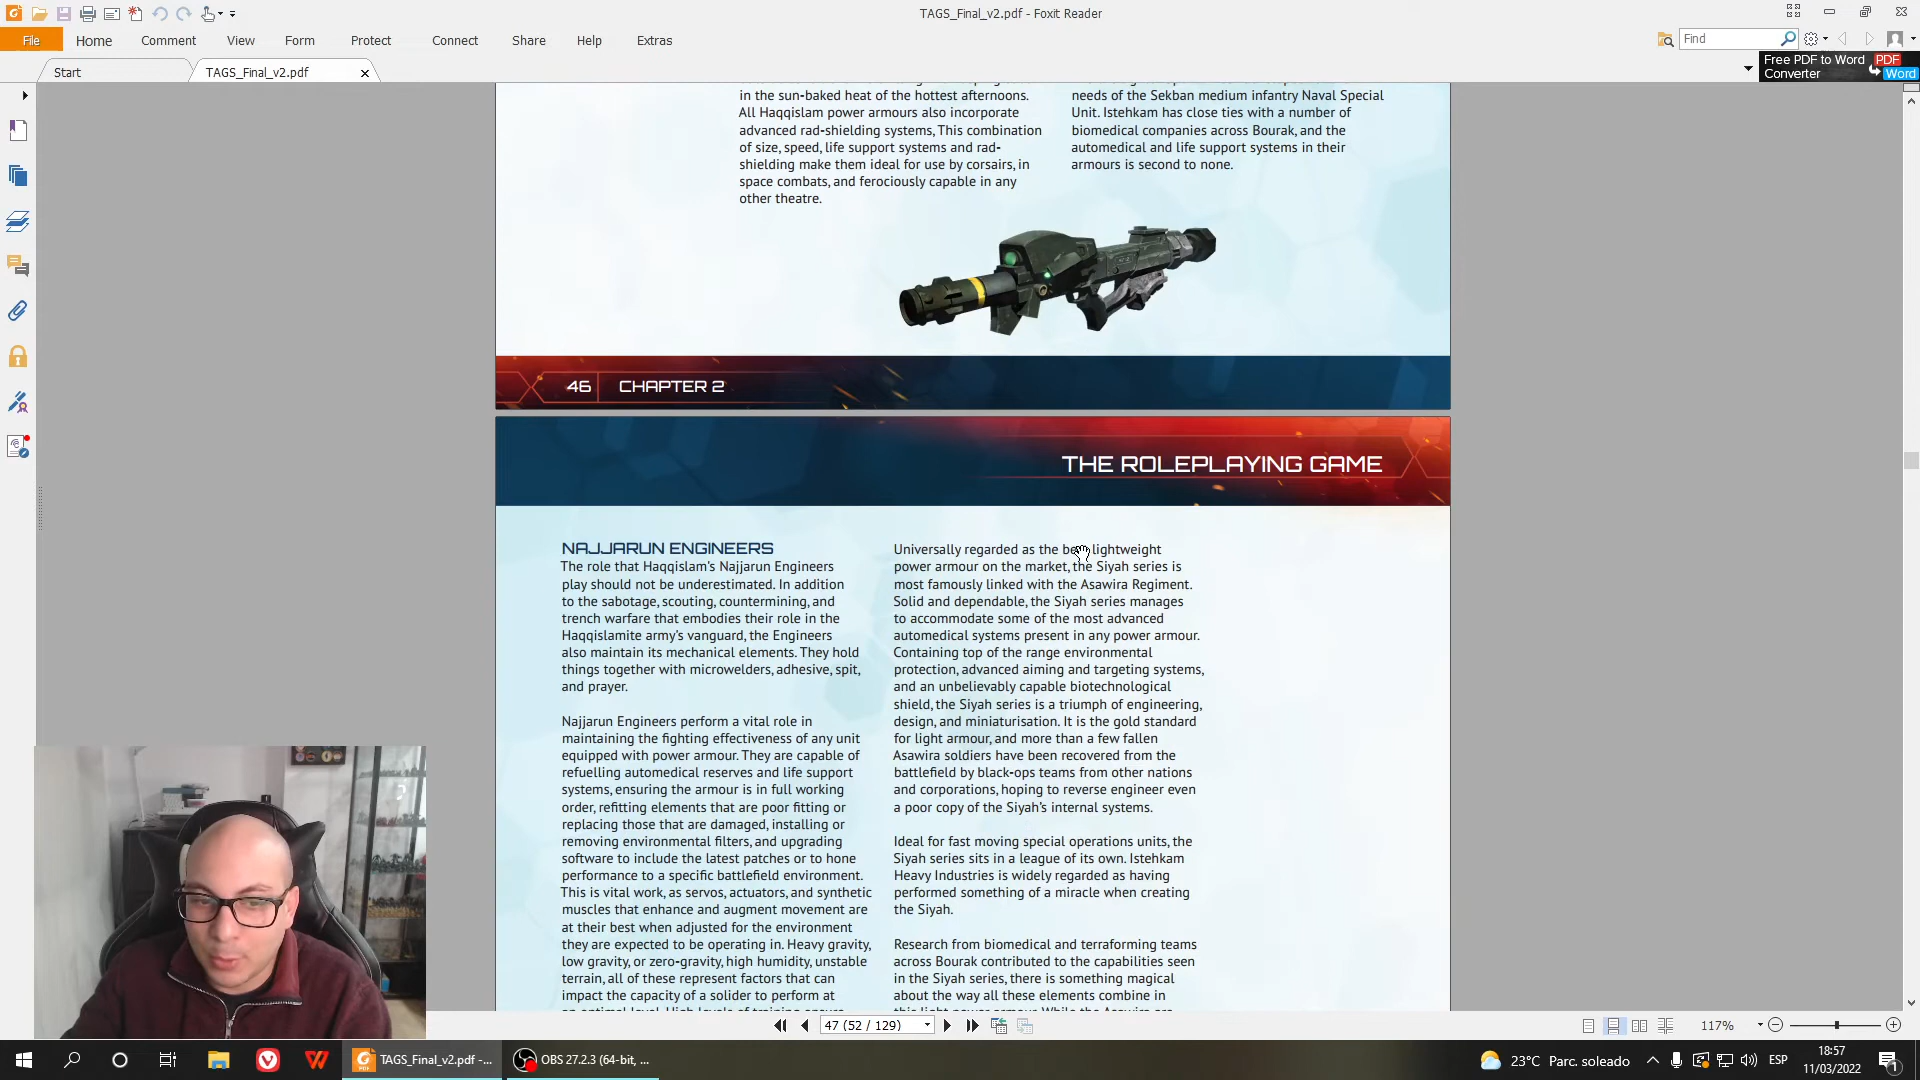 TAGS_Final_v2.pdf - Foxit Reader
File
Home
Comment
View
Form
Protect
Connect
Share
Help
Extras
Find
Start
TAGS_Final_v2.pdf
Free PDF to Word
Converter
PDF
Word
in the sun-baked heat of the hottest afternoons.
All Haqqislam power armours also incorporate
advanced rad-shielding systems, This combination
of size, speed, life support systems and rad-
shielding make them ideal for use by corsairs, in
space combats, and ferociously capable in any
other theatre.
needs of the Sekban medium infantry Naval Special
Unit. Istehkam has close ties with a number of
biomedical companies across Bourak, and the
automedical and life support systems in their
armours is second to none.
46
CHAPTER 2
THE ROLEPLAYING GAME
NAJJARUN ENGINEERS
The role that Haqqislam's Najjarun Engineers
play should not be underestimated. In addition
to the sabotage, scouting, countermining, and
trench warfare that embodies their role in the
Haqqislamite army's vanguard, the Engineers
also maintain its mechanical elements. They hold
things together with microwelders, adhesive, spit,
and prayer.
Najjarun Engineers perform a vital role in
maintaining the fighting effectiveness of any unit
equipped with power armour. They are capable of
refuelling automedical reserves and life support
systems, ensuring the armour is in full working
order, refitting elements that are poor fitting or
replacing those that are damaged, installing or
removing environmental filters, and upgrading
software to include the latest patches or to hone
performance to a specific battlefield environment.
This is vital work, as servos, actuators, and synthetic
muscles that enhance and augment movement are
at their best when adjusted for the environment
they are expected to be operating in. Heavy gravity,
low gravity, or zero-gravity, high humidity, unstable
terrain, all of these represent factors that can
impact the capacity of a solider to perform at
Universally regarded as the lightweight
power armour on the market, the Siyah series is
most famously linked with the Asawira Regiment.
Solid and dependable, the Siyah series manages
to accommodate some of the most advanced
automedical systems present in any power armour.
Containing top of the range environmental
protection, advanced aiming and targeting systems,
and an unbelievably capable biotechnological
shield, the Siyah series is a triumph of engineering,
design, and miniaturisation. It is the gold standard
for light armour, and more than a few fallen
Asawira soldiers have been recovered from the
battlefield by black-ops teams from other nations
and corporations, hoping to reverse engineer even
a poor copy of the Siyah's internal systems.
Ideal for fast moving special operations units, the
Siyah series sits in a league of its own. Istehkam
Heavy Industries is widely regarded as having
performed something of a miracle when creating
the Siyah.
Research from biomedical and terraforming teams
across Bourak contributed to the capabilities seen
in the Siyah series, there is something magical
about the way all these elements combine in
47 (52 / 129)
117%
TAGS_Final_v2.pdf -...
OBS 27.2.3 (64-bit, ...
23°C Parc. soleado
ESP
18:57
11/03/2022
1